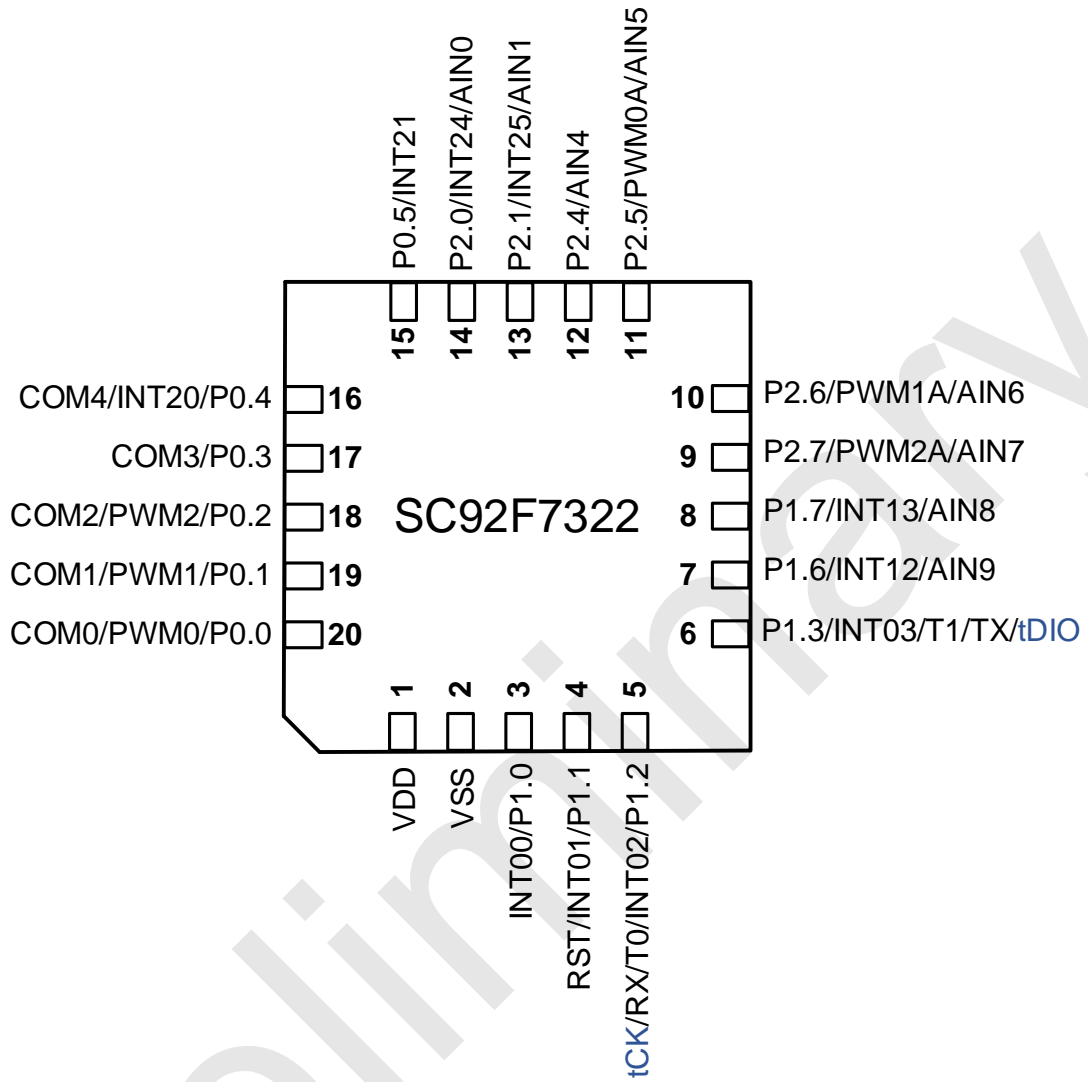 P0.5/INT21
P2.0/INT24/AIN0
P2.1/INT25/AIN1
P2.4/AIN4
P2.5/PWM0A/AIN5
15
14
13
12
11
COM4/INT20/P0.4
16
10
P2.6/PWM1A/AIN6
COM3/P0.3
17
9
P2.7/PWM2A/AIN7
COM2/PWM2/P0.2
18
SC92F7322
8
P1.7/INT13/AIN8
COM1/PWM1/P0.1
19
7
P1.6/INT12/AIN9
COM0/PWM0/P0.0
20
6
P1.3/INT03/T1/TX/tDIO
1
2
3
4
5
VDD
VSS
INT00/P1.0
RST/INT01/P1.1
tCK/RX/T0/INT02/P1.2
eliminary